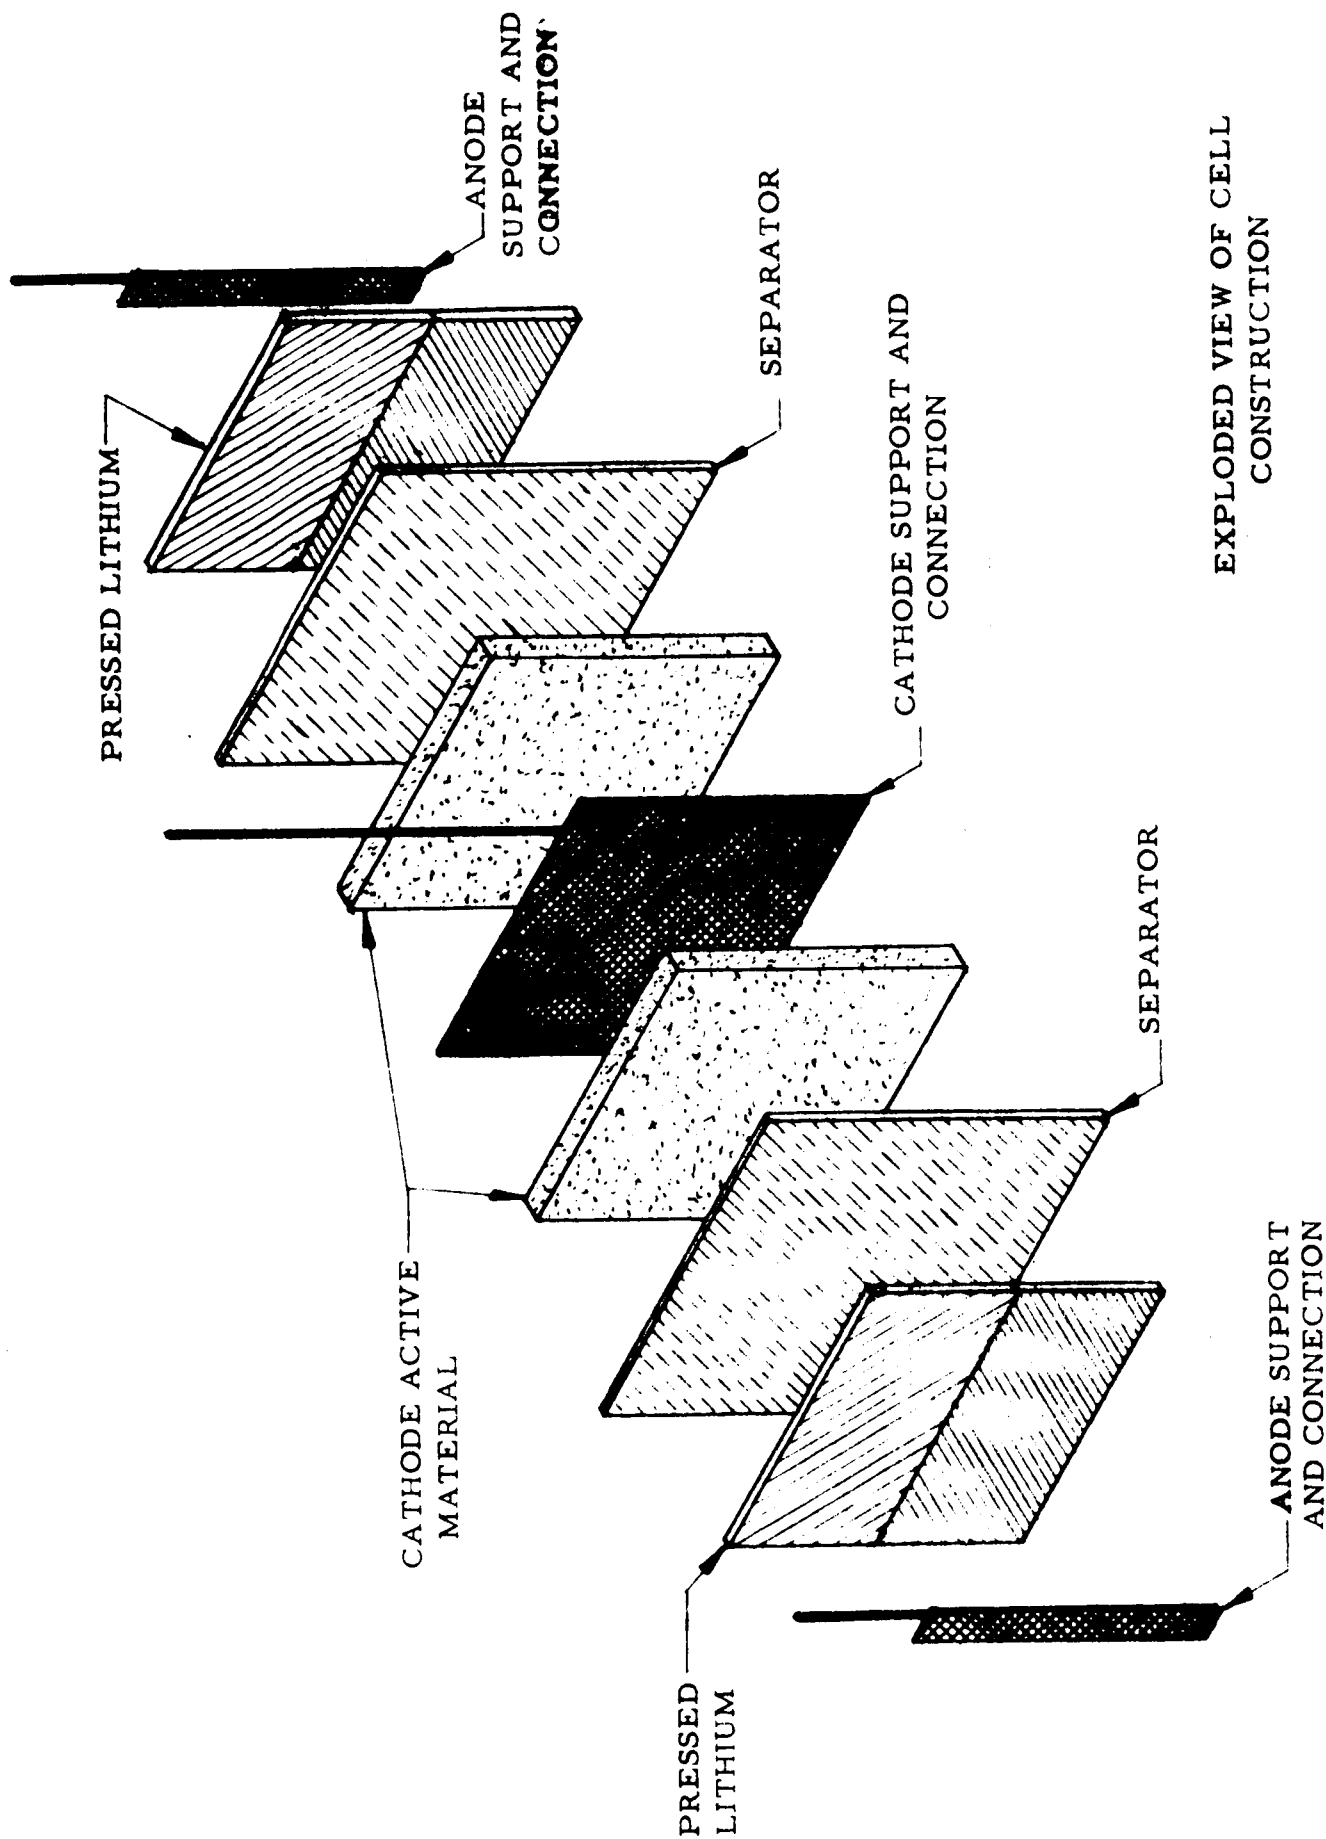 PRESSED LITHIUM
ANODE
SUPPORT AND
CONNECTION
SEPARATOR
CATHODE SUPPORT AND
CONNECTION
CATHODE ACTIVE
MATERIAL
SEPARATOR
PRESSED
LITHIUM
ANODE SUPPORT
AND CONNECTION
EXPLODED VIEW OF CELL
CONSTRUCTION